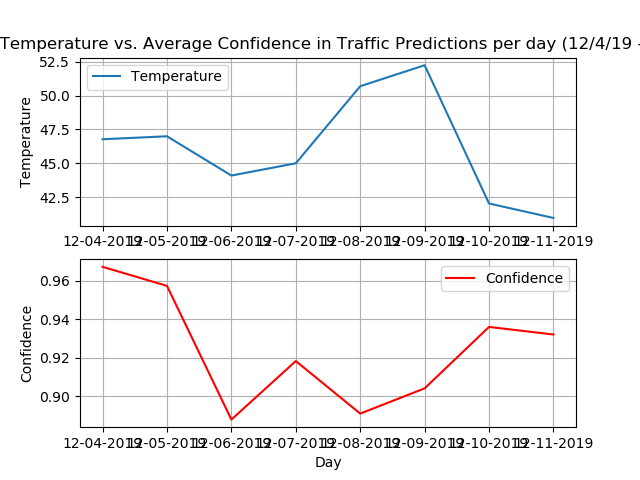 Temperature vs. Average Confidence in Traffic Predictions per day (12/4/19 -
52.5
50.0
47.5
45.0
42.5
Temperature
Temperature
12-04-2019 12-05-2019 12-06-2019 12-07-2019 12-08-2019 12-09-2019 12-10-2019 12-11-2019
0.96
0.94
0.92
0.90
Confidence
Confidence
12-04-2019 12-05-2019 12-06-2019 12-07-2019 12-08-2019 12-09-2019 12-10-2019 12-11-2019
Day